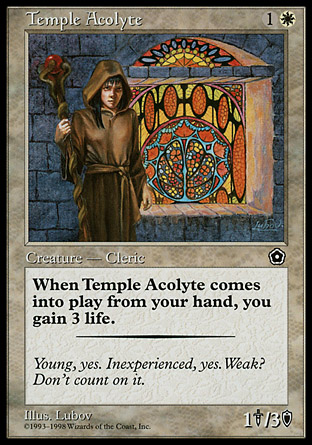 Temple Acolyte 1
Lubov
Creature — Cleric
When Temple Acolyte comes
into play from your hand, you
gain 3 life.
Young, yes. Inexperienced, yes. Weak?
Don't count on it.
Illus. Lubov
©1993-1998 Wizards of the Coast, Inc.
1/3